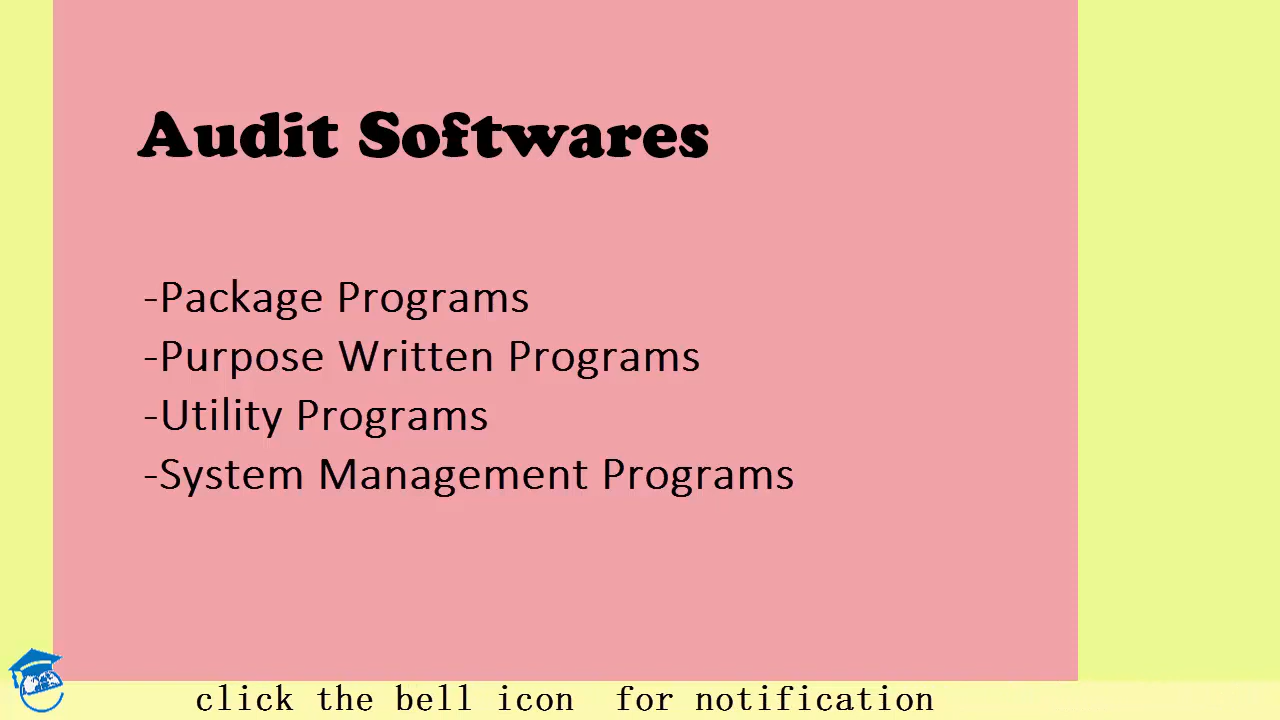 Audit Softwares
-Package Programs
-Purpose Written Programs
-Utility Programs
-System Management Programs
click the bell icon for notification